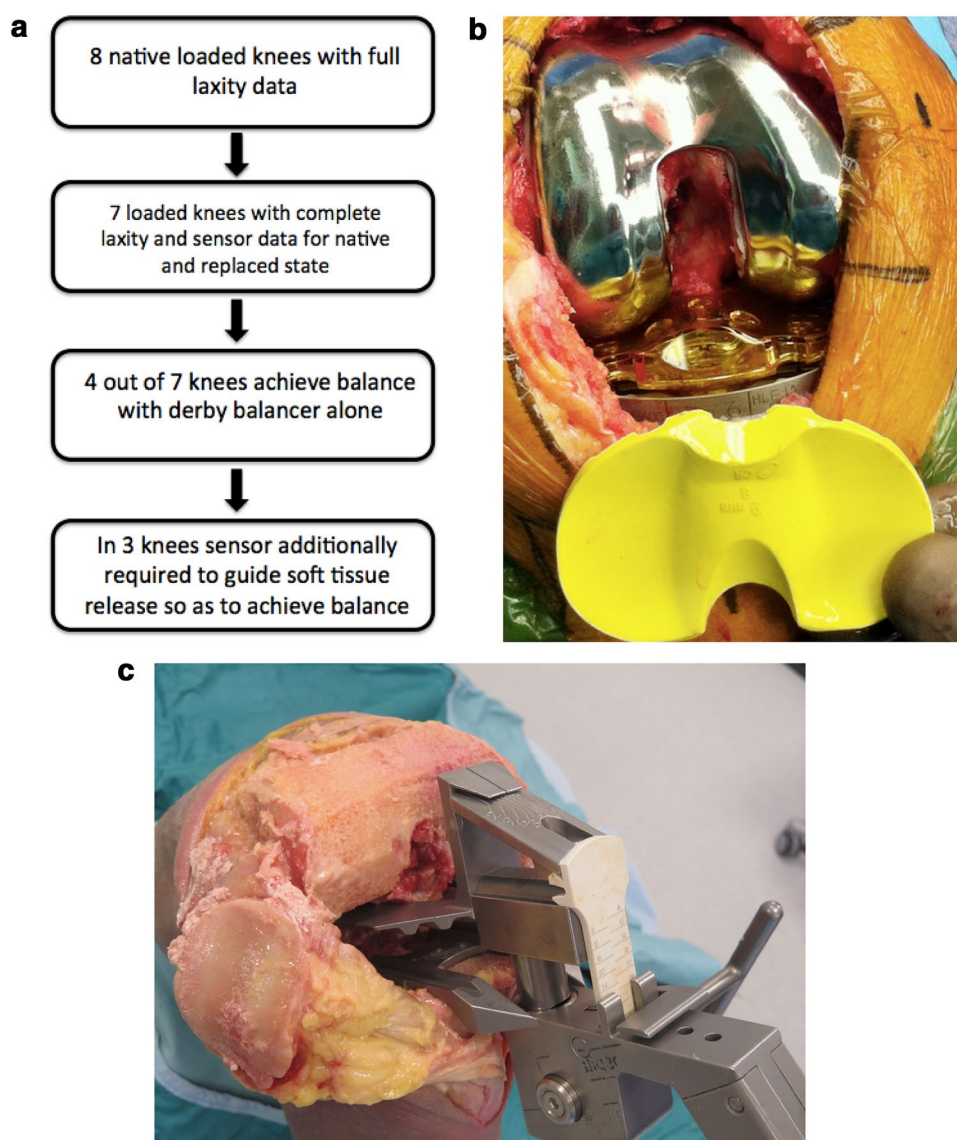 a
8 native loaded knees with full
laxity data
7 loaded knees with complete
laxity and sensor data for native
and replaced state
4 out of 7 knees achieve balance
with derby balancer alone
In 3 knees sensor additionally
required to guide soft tissue
release so as to achieve balance
b
9 mm
c